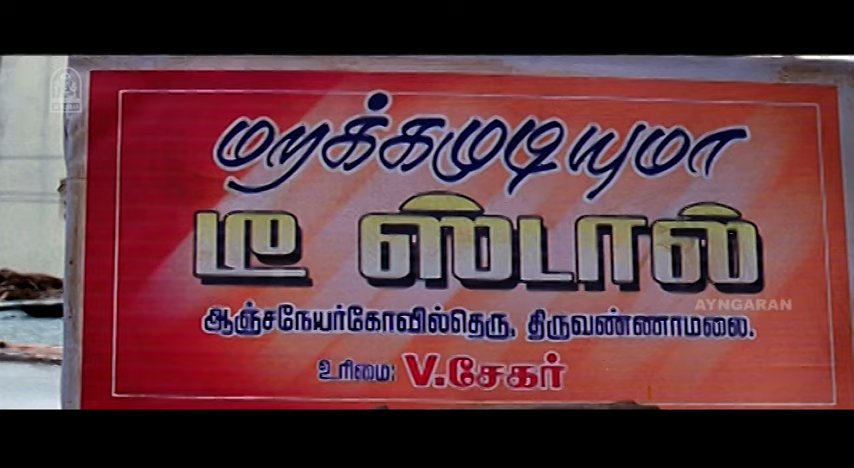 மறக்கமுடியுமா
டீ ஸ்டால்
AYNGARAN
ஆஞ்சநேயர்கோவில்தெரு, திருவண்ணாமலை.
உரிமை: V.சேகர்